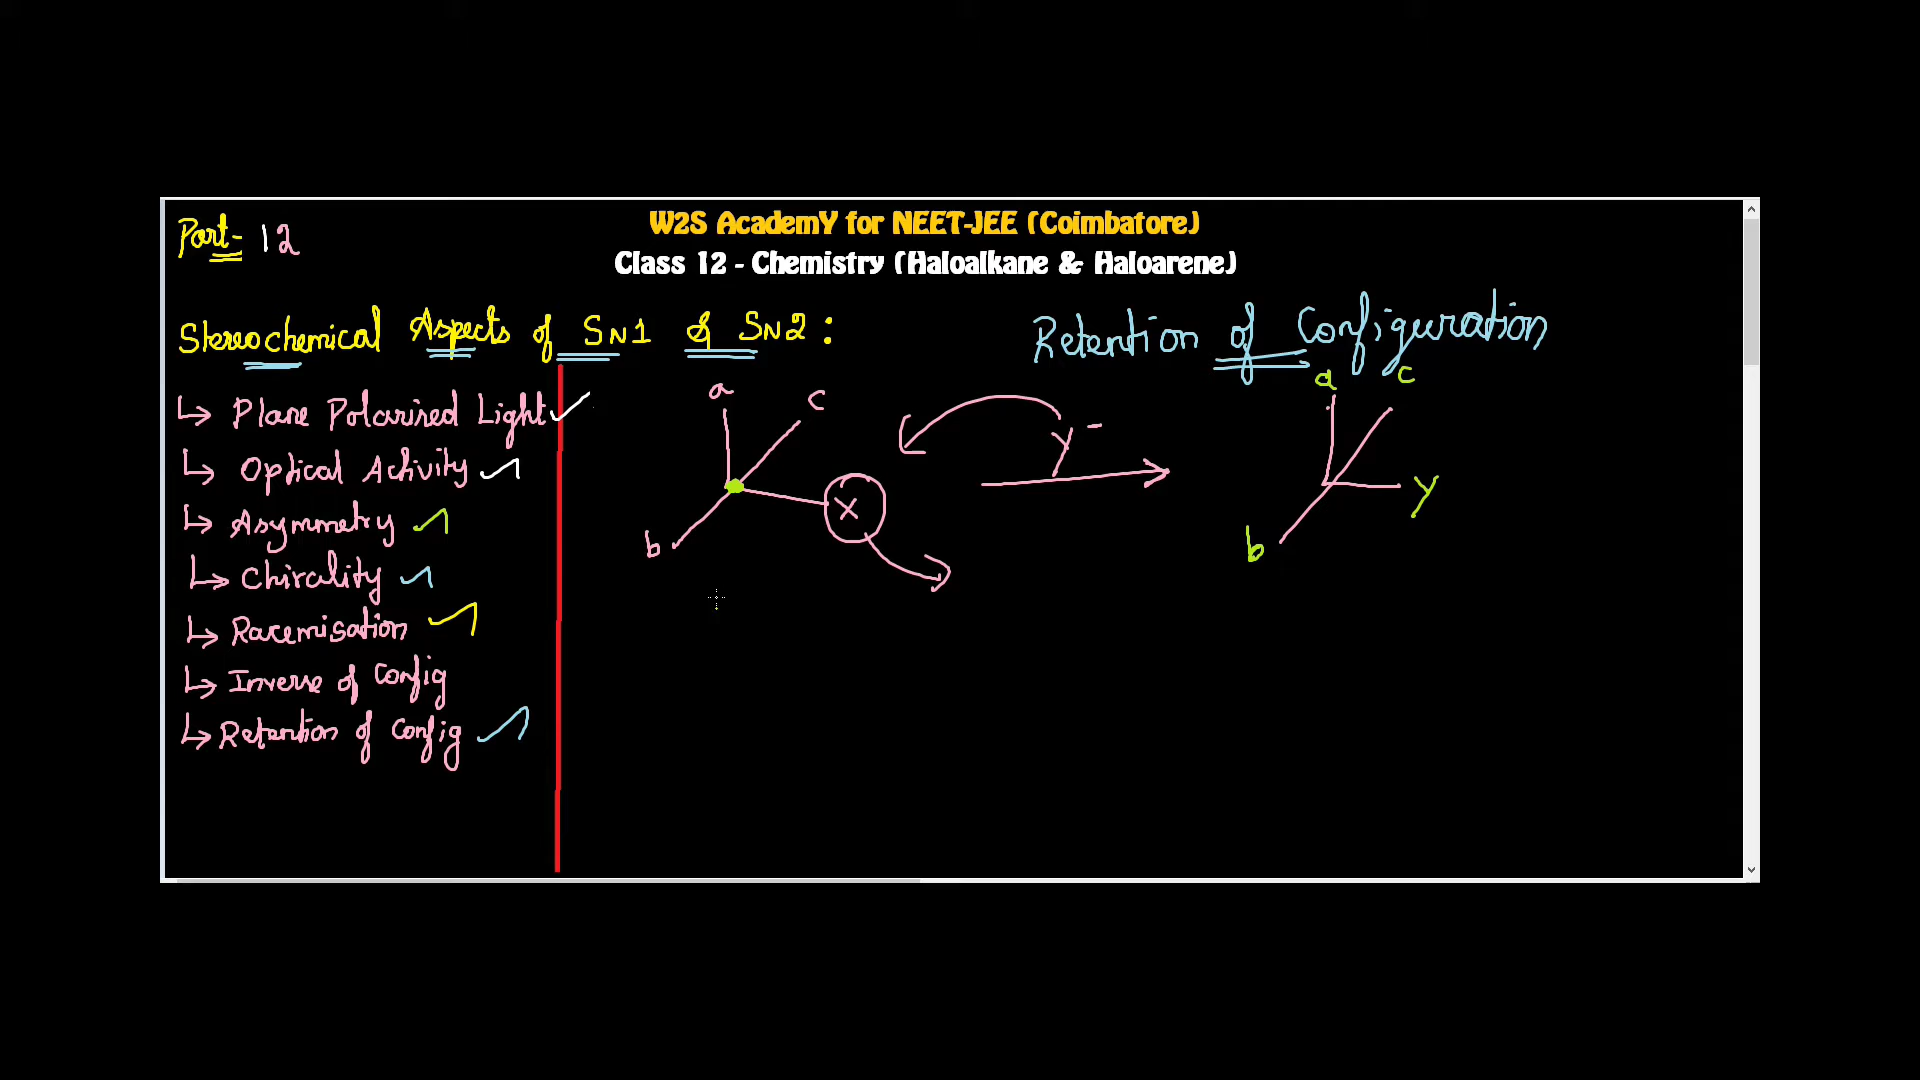 Part- 12
W2S AcademY for NEET-JEE (Coimbatore)
Class 12 - Chemistry (Haloalkane & Haloarene)
Stereochemical Aspects of SN1 & SN2 :
Retention of Configuration
↳ Plane Polarised Light ✓
↳ Optical Activity ✓
↳ Asymmetry ✓
↳ Chirality ✓
↳ Racemisation ✓
↳ Inverse of Config
↳ Retention of Config ✓
a
c
b
X
Y -
a
c
Y
b